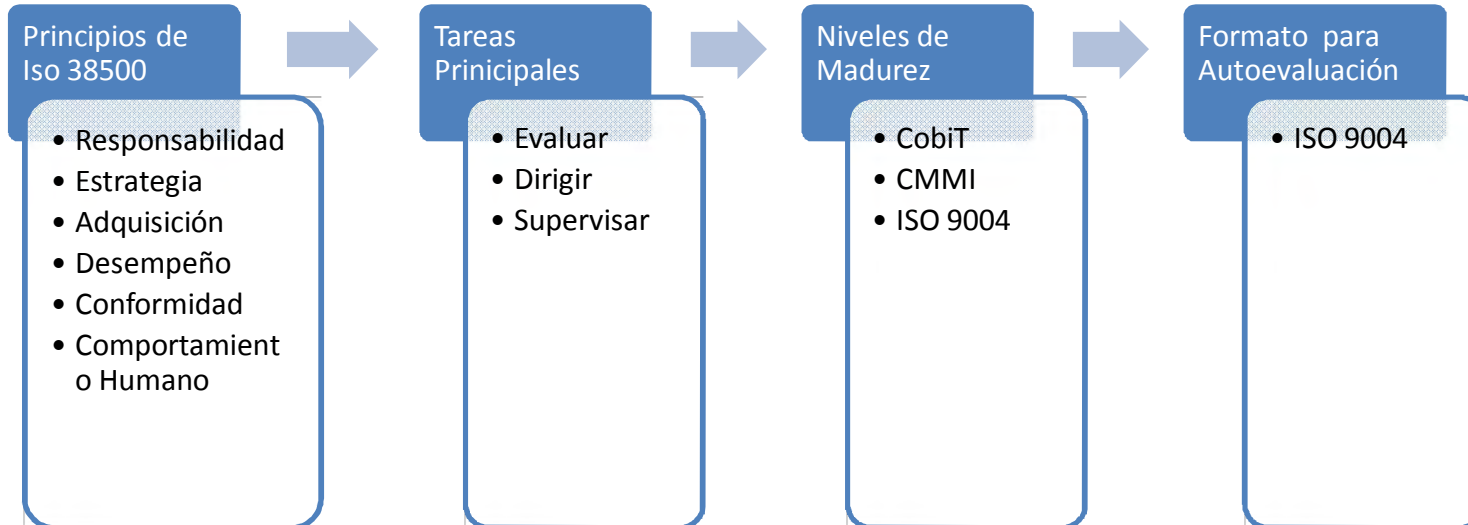 Principios de
Iso 38500
• Responsabilidad
• Estrategia
• Adquisición
• Desempeño
• Conformidad
• Comportamient
o Humano
Tareas
Prinicipales
• Evaluar
• Dirigir
• Supervisar
Niveles de
Madurez
• CobiT
• CMMI
• ISO 9004
Formato para
Autoevaluación
• ISO 9004